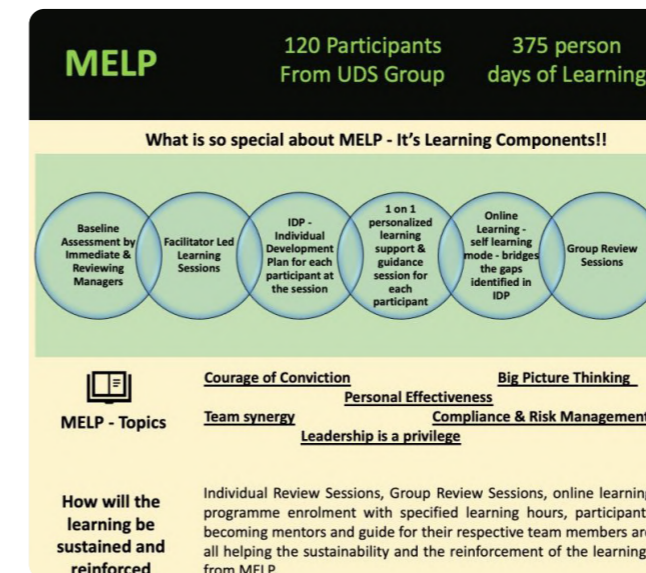 MELP
120 Participants
From UDS Group
375 person
days of Learning
What is so special about MELP - It's Learning Components!!
Baseline
Assessment by
Immediate &
Reviewing
Managers
Facilitator Led
Learning
Sessions
IDP -
Individual
Development
Plan for each
participant at
the session
1 on 1
personalized
learning
support &
guidance
session for
each
participant
Online
Learning -
self learning
mode - bridges
the gaps
identified in
IDP
Group Review
Sessions
MELP - Topics
Courage of Conviction
Big Picture Thinking
Personal Effectiveness
Team synergy
Compliance & Risk Management
Leadership is a privilege
How will the
learning be
sustained and
reinforced
Individual Review Sessions, Group Review Sessions, online learning
programme enrolment with specified learning hours, participant
becoming mentors and guide for their respective team members are
all helping the sustainability and the reinforcement of the learning
from MELP